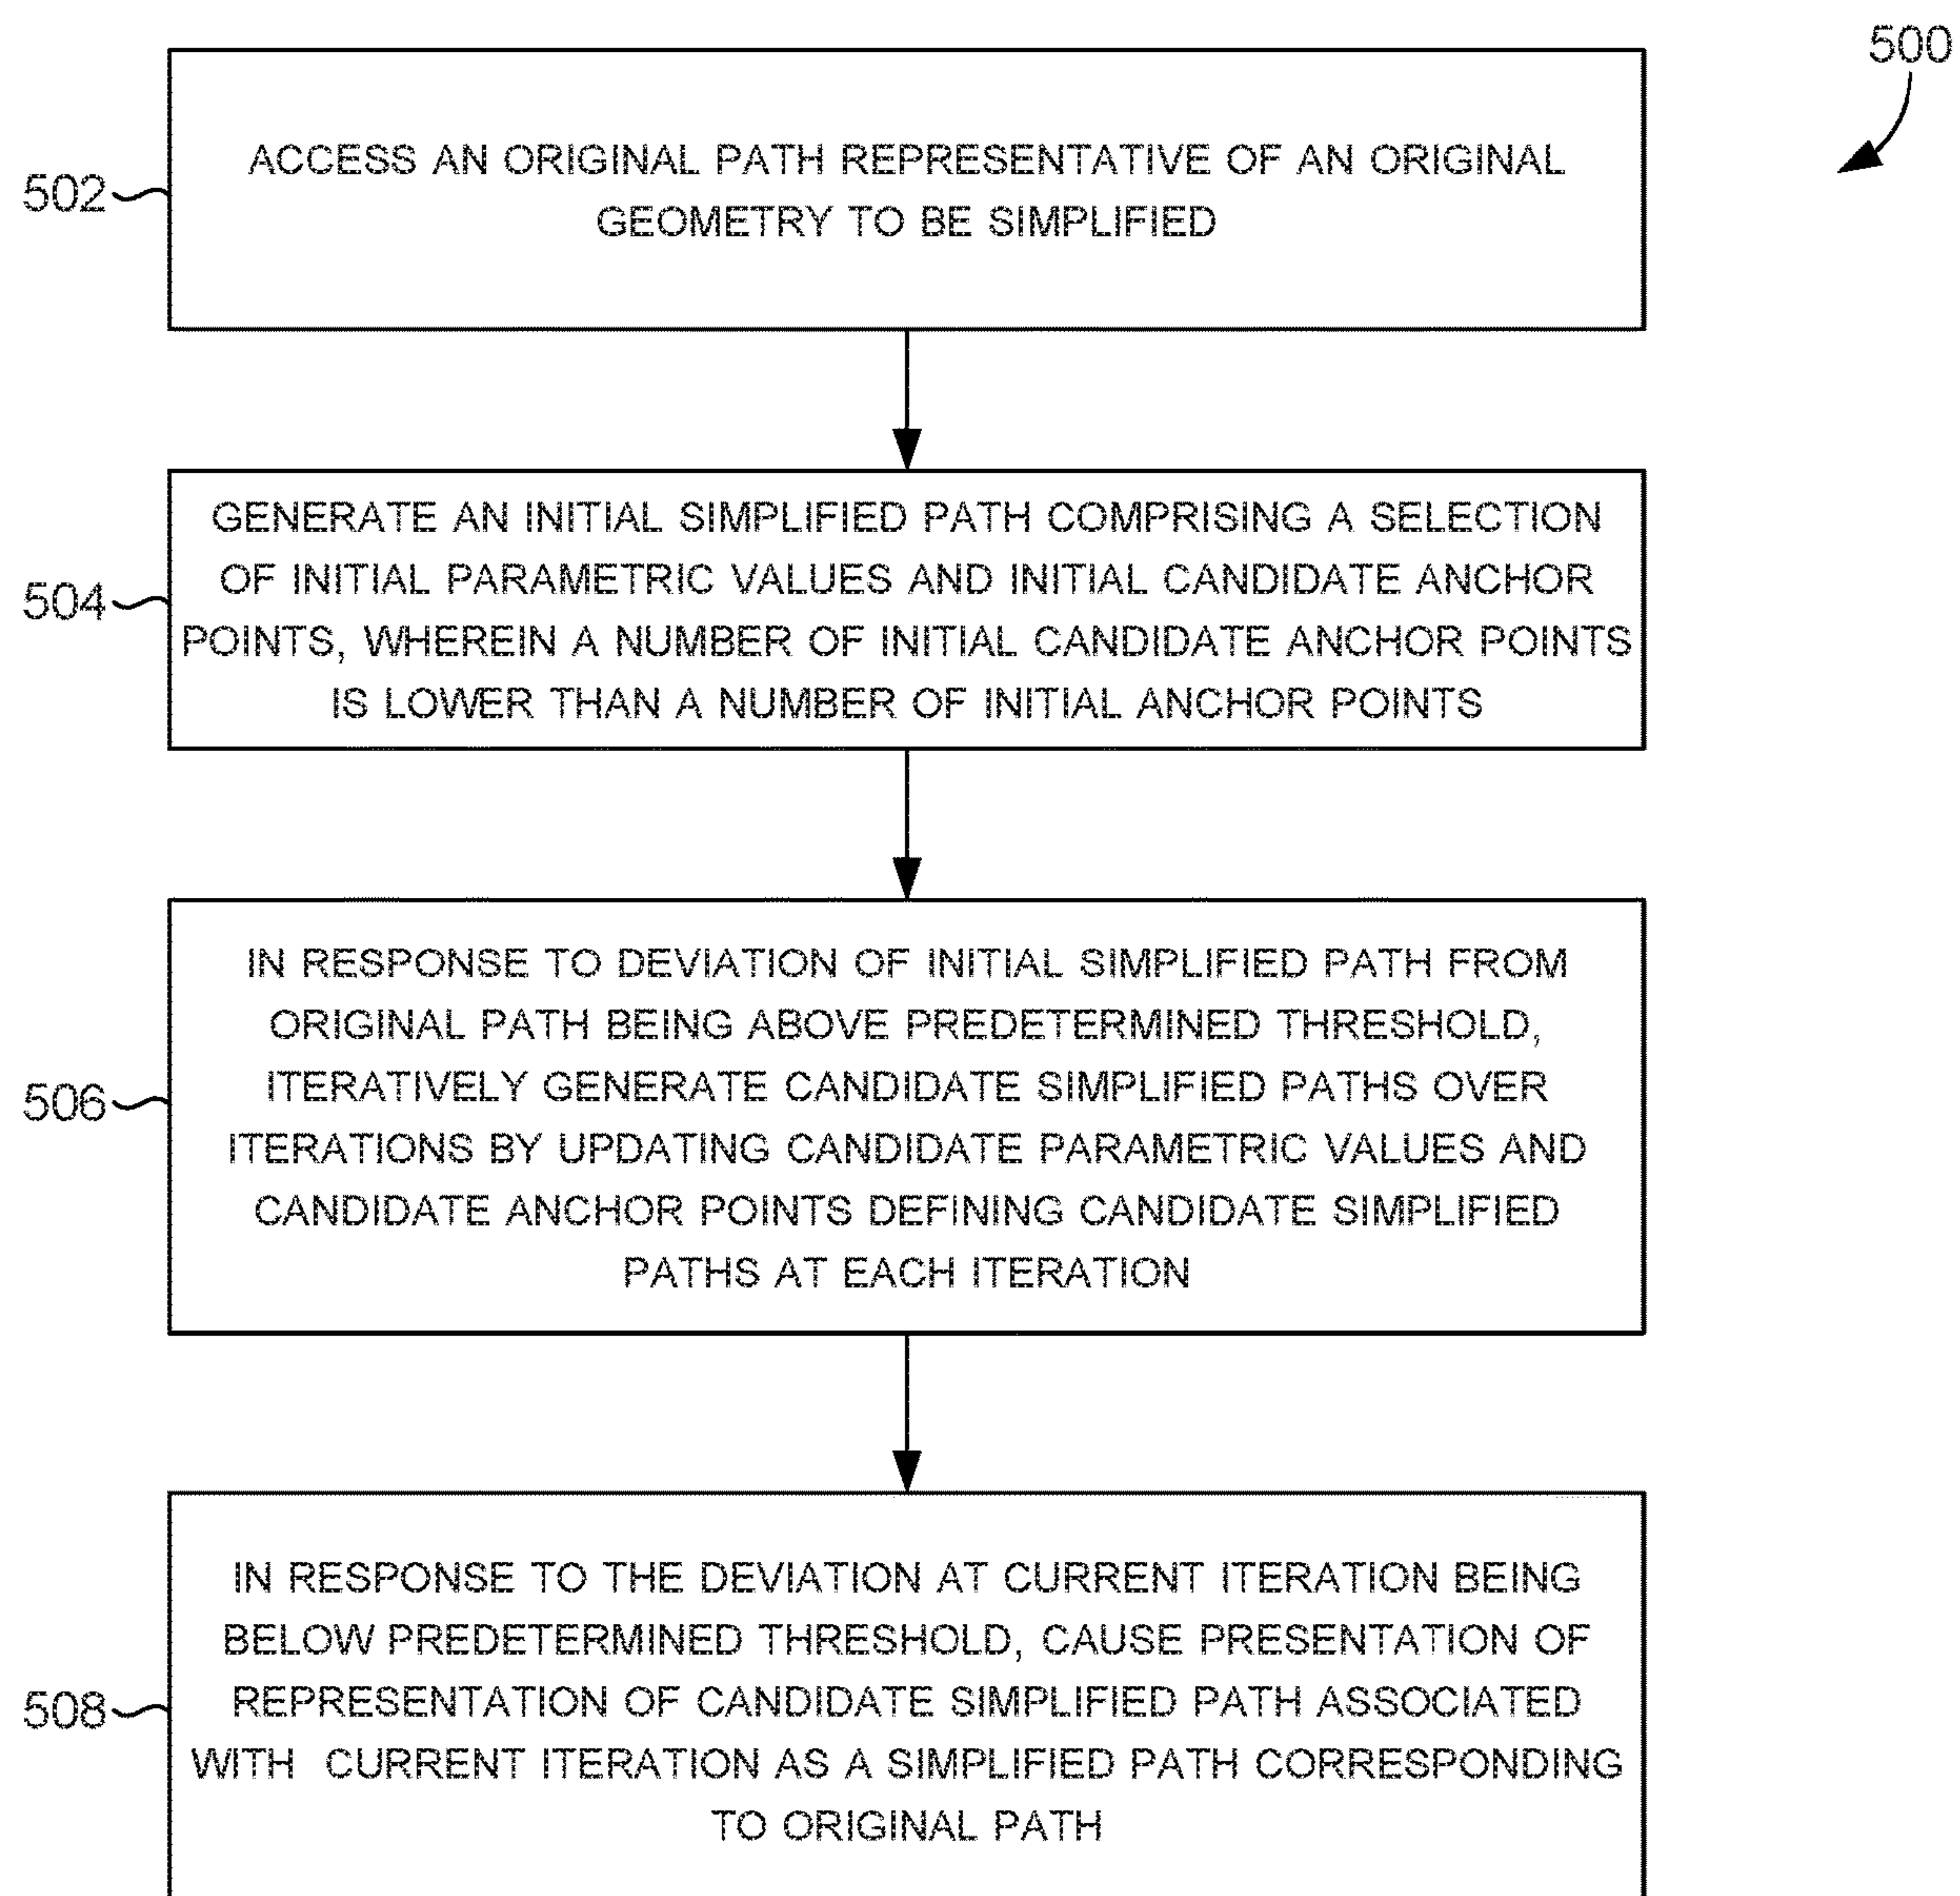 500
ACCESS AN ORIGINAL PATH REPRESENTATIVE OF AN ORIGINAL
GEOMETRY TO BE SIMPLIFIED
502
GENERATE AN INITIAL SIMPLIFIED PATH COMPRISING A SELECTION
OF INITIAL PARAMETRIC VALUES AND INITIAL CANDIDATE ANCHOR
POINTS, WHEREIN A NUMBER OF INITIAL CANDIDATE ANCHOR POINTS
IS LOWER THAN A NUMBER OF INITIAL ANCHOR POINTS
504
IN RESPONSE TO DEVIATION OF INITIAL SIMPLIFIED PATH FROM
ORIGINAL PATH BEING ABOVE PREDETERMINED THRESHOLD,
ITERATIVELY GENERATE CANDIDATE SIMPLIFIED PATHS OVER
ITERATIONS BY UPDATING CANDIDATE PARAMETRIC VALUES AND
CANDIDATE ANCHOR POINTS DEFINING CANDIDATE SIMPLIFIED
PATHS AT EACH ITERATION
506
IN RESPONSE TO THE DEVIATION AT CURRENT ITERATION BEING
BELOW PREDETERMINED THRESHOLD, CAUSE PRESENTATION OF
REPRESENTATION OF CANDIDATE SIMPLIFIED PATH ASSOCIATED
WITH CURRENT ITERATION AS A SIMPLIFIED PATH CORRESPONDING
TO ORIGINAL PATH
508